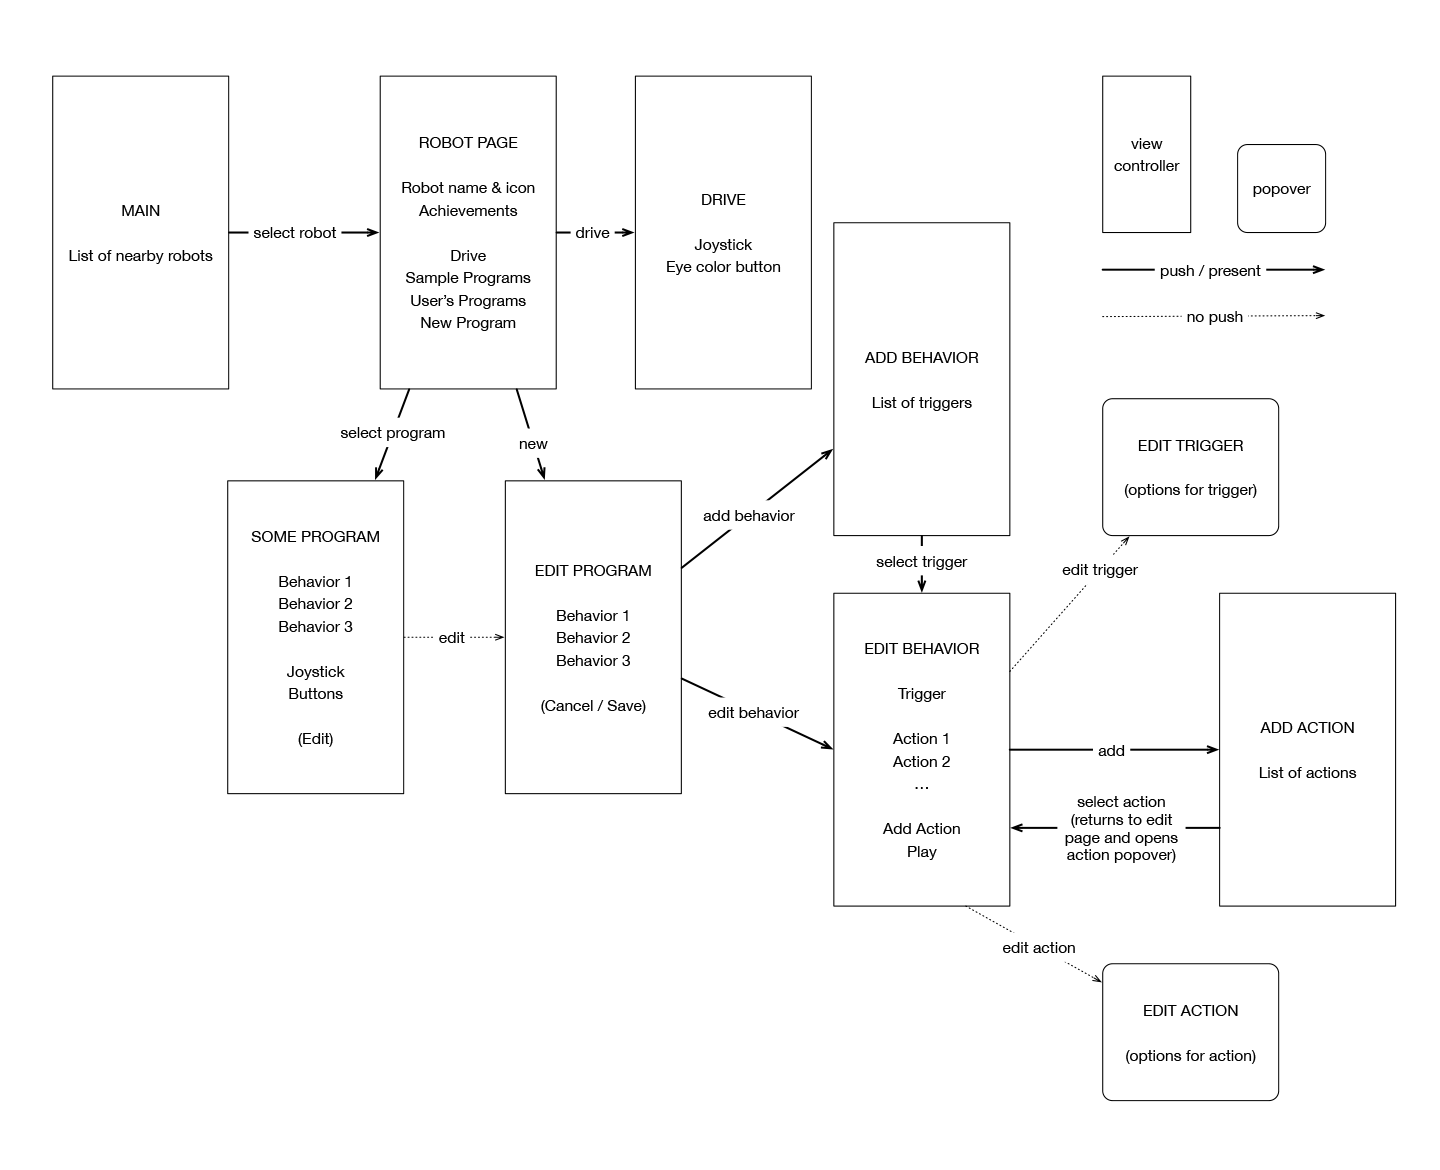 MAIN
List of nearby robots
select robot
ROBOT PAGE
Robot name & icon
Achievements
Drive
Sample Programs
User’s Programs
New Program
drive
DRIVE
Joystick
Eye color button
view
controller
popover
push / present
no push
select program
new
SOME PROGRAM
Behavior 1
Behavior 2
Behavior 3
Joystick
Buttons
(Edit)
edit
EDIT PROGRAM
Behavior 1
Behavior 2
Behavior 3
(Cancel / Save)
add behavior
edit behavior
ADD BEHAVIOR
List of triggers
select trigger
EDIT BEHAVIOR
Trigger
Action 1
Action 2
...
Add Action
Play
edit trigger
EDIT TRIGGER
(options for trigger)
add
ADD ACTION
List of actions
select action
(returns to edit
page and opens
action popover)
edit action
EDIT ACTION
(options for action)